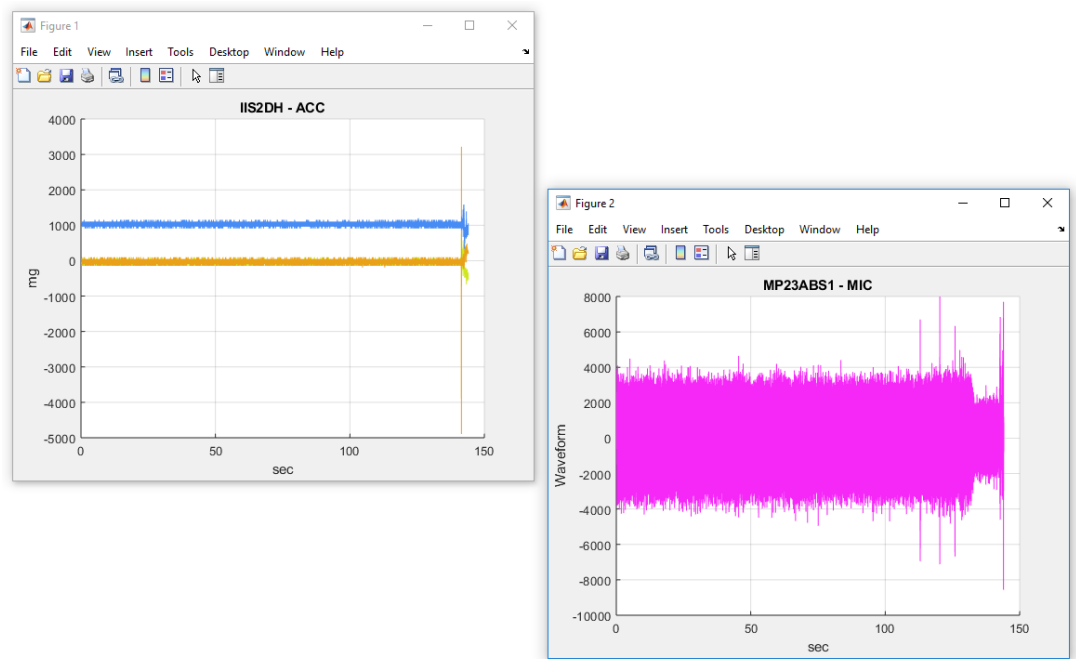 Figure 1
File Edit View Insert Tools Desktop Window Help
IIS2DH - ACC
4000
3000
2000
1000
0
-1000
-2000
-3000
-4000
-5000
mg
0 50 100 150
sec
Figure 2
File Edit View Insert Tools Desktop Window Help
MP23ABS1 - MIC
8000
6000
4000
2000
0
-2000
-4000
-6000
-8000
-10000
Waveform
0 50 100 150
sec